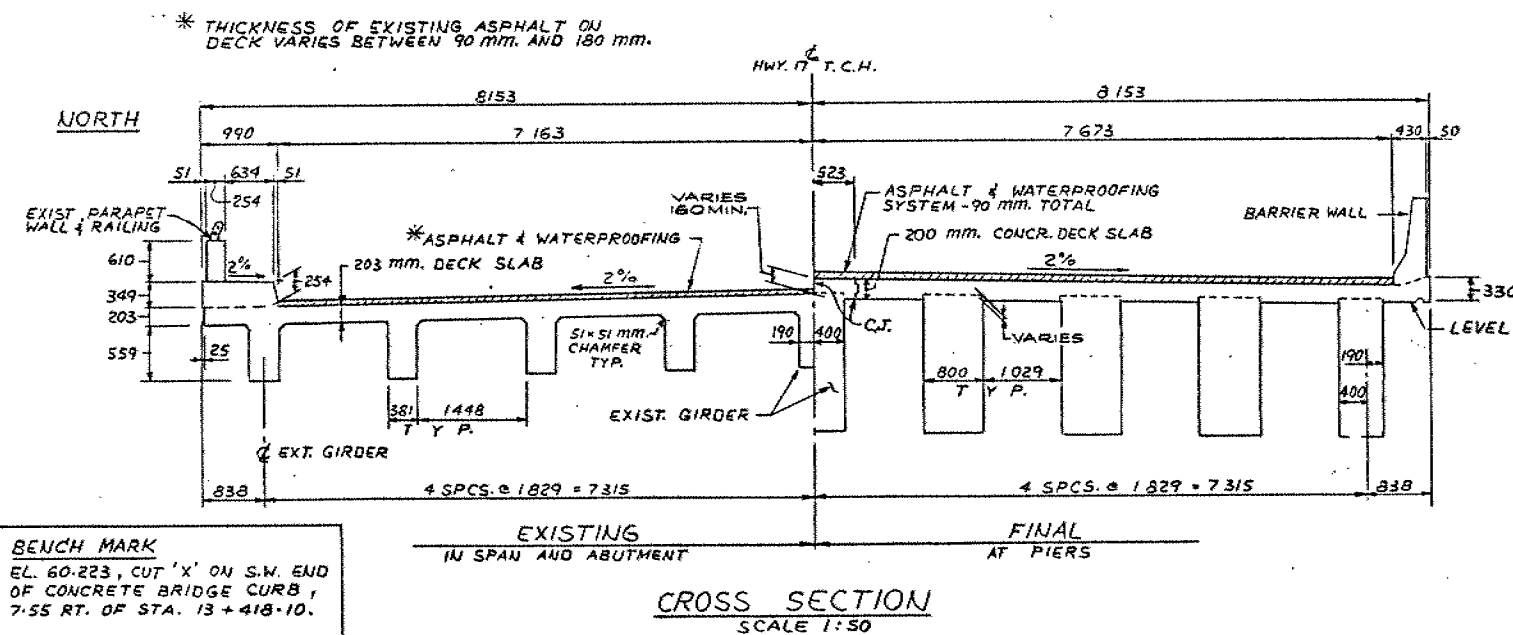 * THICKNESS OF EXISTING ASPHALT ON
DECK VARIES BETWEEN 90 mm. AND 180 mm.
℄
HWY. 17 T.C.H.
8153
8153
NORTH
990
7163
7673
430
50
51
634
51
254
523
EXIST. PARAPET
WALL & RAILING
VARIES
160 MIN.
ASPHALT & WATERPROOFING
SYSTEM - 90 mm. TOTAL
BARRIER WALL
*ASPHALT & WATERPROOFING
200 mm. CONCR. DECK SLAB
610
2%
254
203 mm. DECK SLAB
2%
2%
349
330
203
C.J.
LEVEL
559
25
51x51 mm.
CHAMFER
TYP.
190
400
VARIES
190
800
1029
T Y P.
400
381
1448
T Y P.
EXIST. GIRDER
℄ EXT. GIRDER
838
4 SPCS. @ 1829 = 7315
4 SPCS. @ 1829 = 7315
838
EXISTING
IN SPAN AND ABUTMENT
FINAL
AT PIERS
BENCH MARK
EL. 60.223, CUT 'X' ON S.W. END
OF CONCRETE BRIDGE CURB,
7.55 RT. OF STA. 13+418.10.
CROSS SECTION
SCALE 1:50